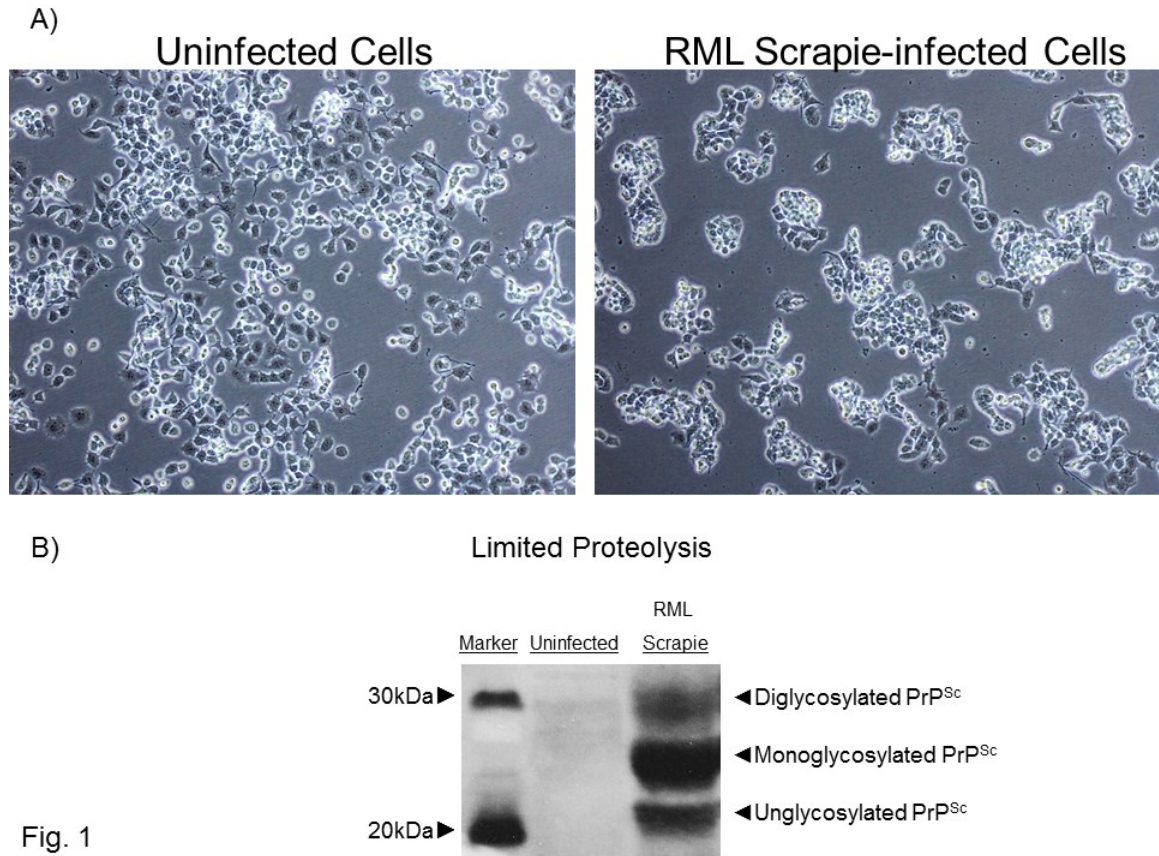 A)
Uninfected Cells
RML Scrapie-infected Cells
B)
Limited Proteolysis
RML
Marker Uninfected Scrapie
30kDa
Diglycosylated PrPSc
Monoglycosylated PrPSc
Unglycosylated PrPSc
20kDa
Fig. 1